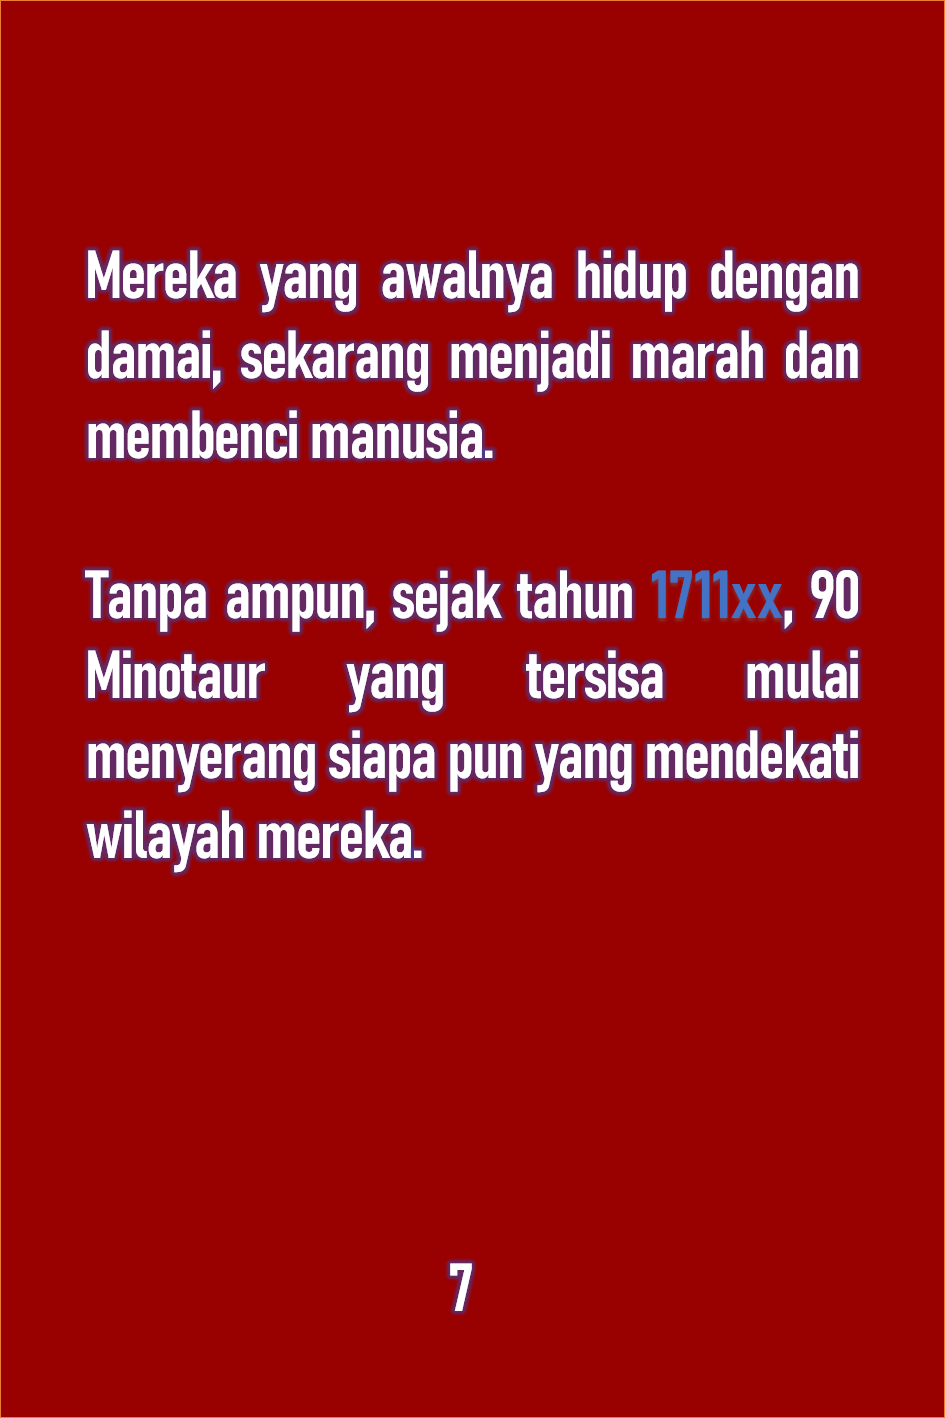 Mereka yang awalnya hidup dengan
damai, sekarang menjadi marah dan
membenci manusia.
Tanpa ampun, sejak tahun 1711xx, 90
Minotaur yang tersisa mulai
menyerang siapa pun yang mendekati
wilayah mereka.
7